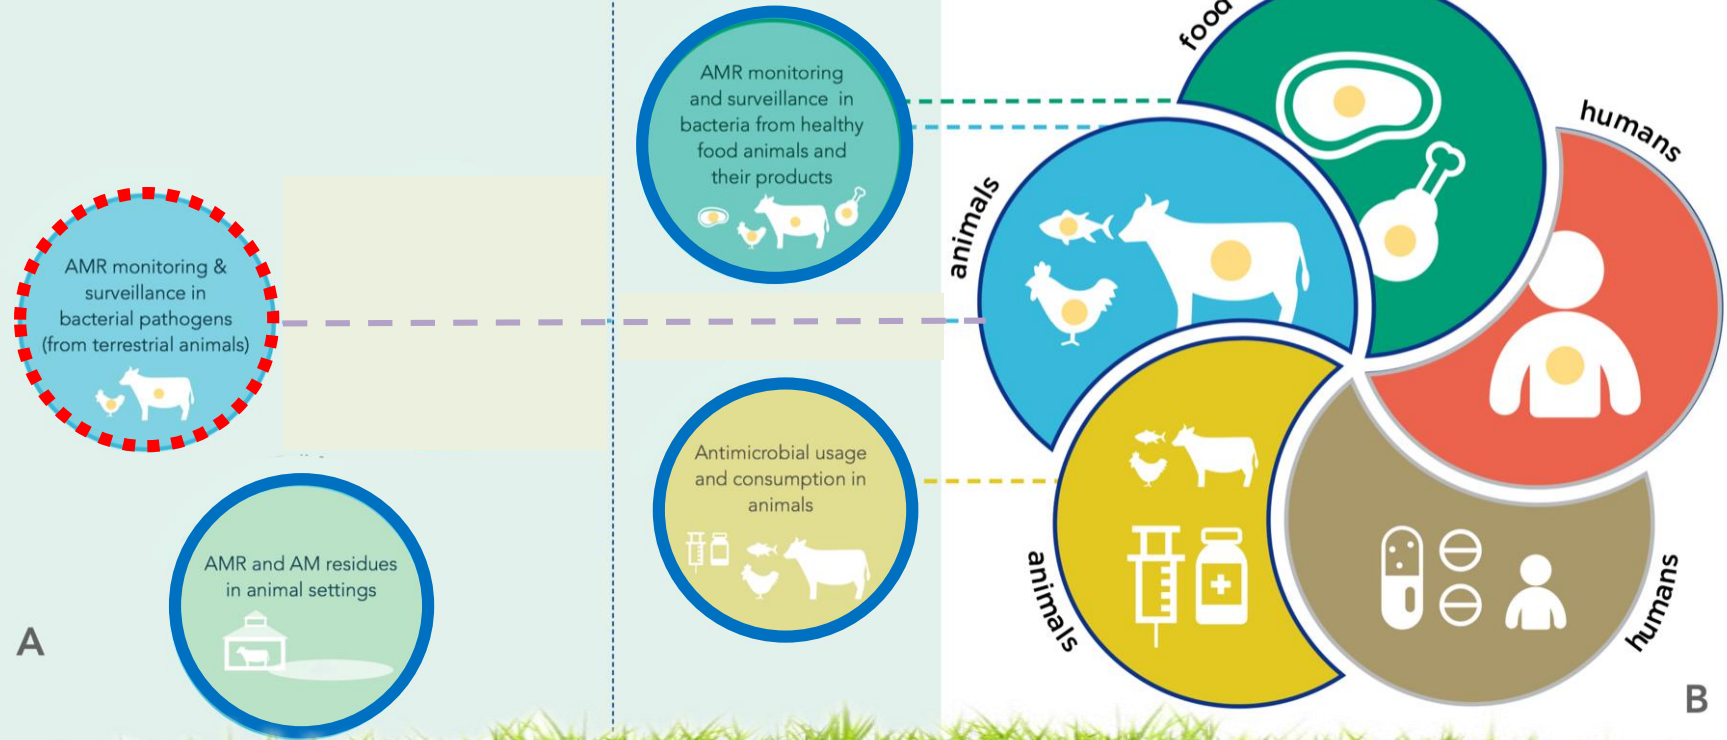 AMR monitoring
and surveillance in
bacteria from healthy
food animals and
their products
AMR monitoring &
surveillance in
bacterial pathogens
(from terrestrial animals)
Antimicrobial usage
and consumption in
animals
AMR and AM residues
in animal settings
A
food
humans
animals
animals
humans
B